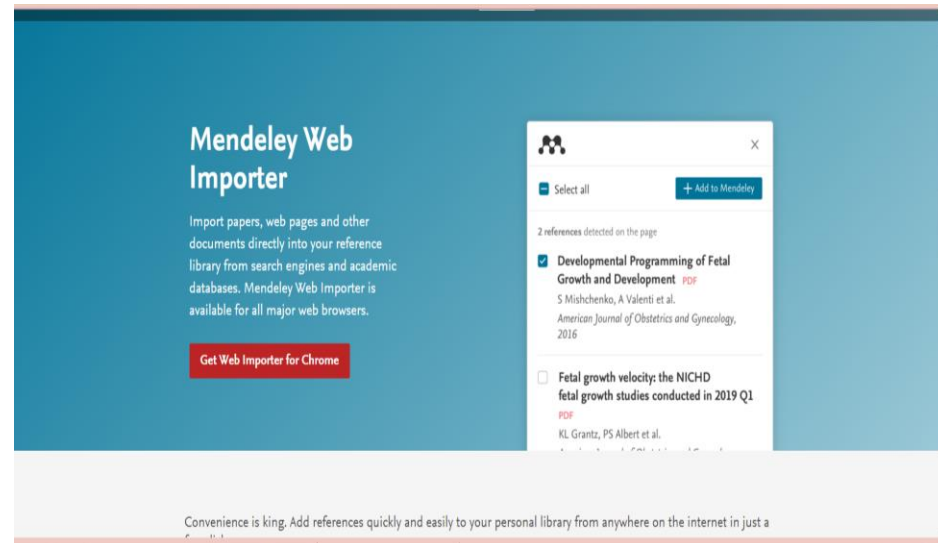 Mendeley Web
Importer
Import papers, web pages and other
documents directly into your reference
library from search engines and academic
databases. Mendeley Web Importer is
available for all major web browsers.
Get Web Importer for Chrome
Select all
+ Add to Mendeley
2 references detected on the page
Developmental Programming of Fetal
Growth and Development PDF
S Mishchenko, A Valenti et al.
American Journal of Obstetrics and Gynecology,
2016
Fetal growth velocity: the NICHD
fetal growth studies conducted in 2019 Q1
PDF
KL Grantz, PS Albert et al.
Convenience is king. Add references quickly and easily to your personal library from anywhere on the internet in just a